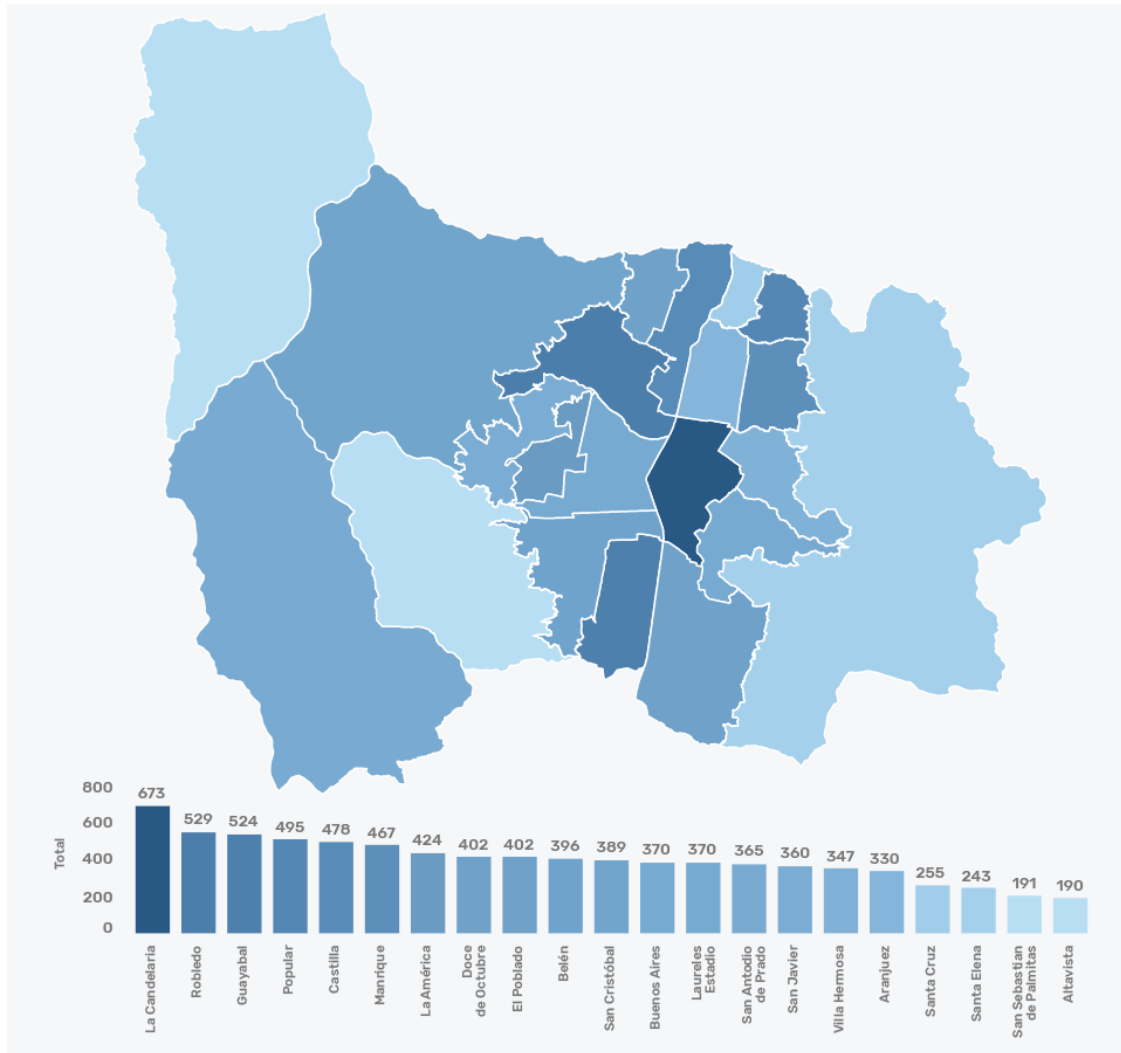 800
600
400
200
0
Total
673
529
524
495
478
467
424
402
402
396
389
370
370
365
360
347
330
255
243
191
190
La Candelaria
Robledo
Guayabal
Popular
Castilla
Manrique
La América
Doce
de Octubre
El Poblado
Belén
San Cristóbal
Buenos Aires
Laureles
Estadio
San Antodio
de Prado
San Javier
Villa Hermosa
Aranjuez
Santa Cruz
Santa Elena
San Sebastian
de Palmitas
Altavista